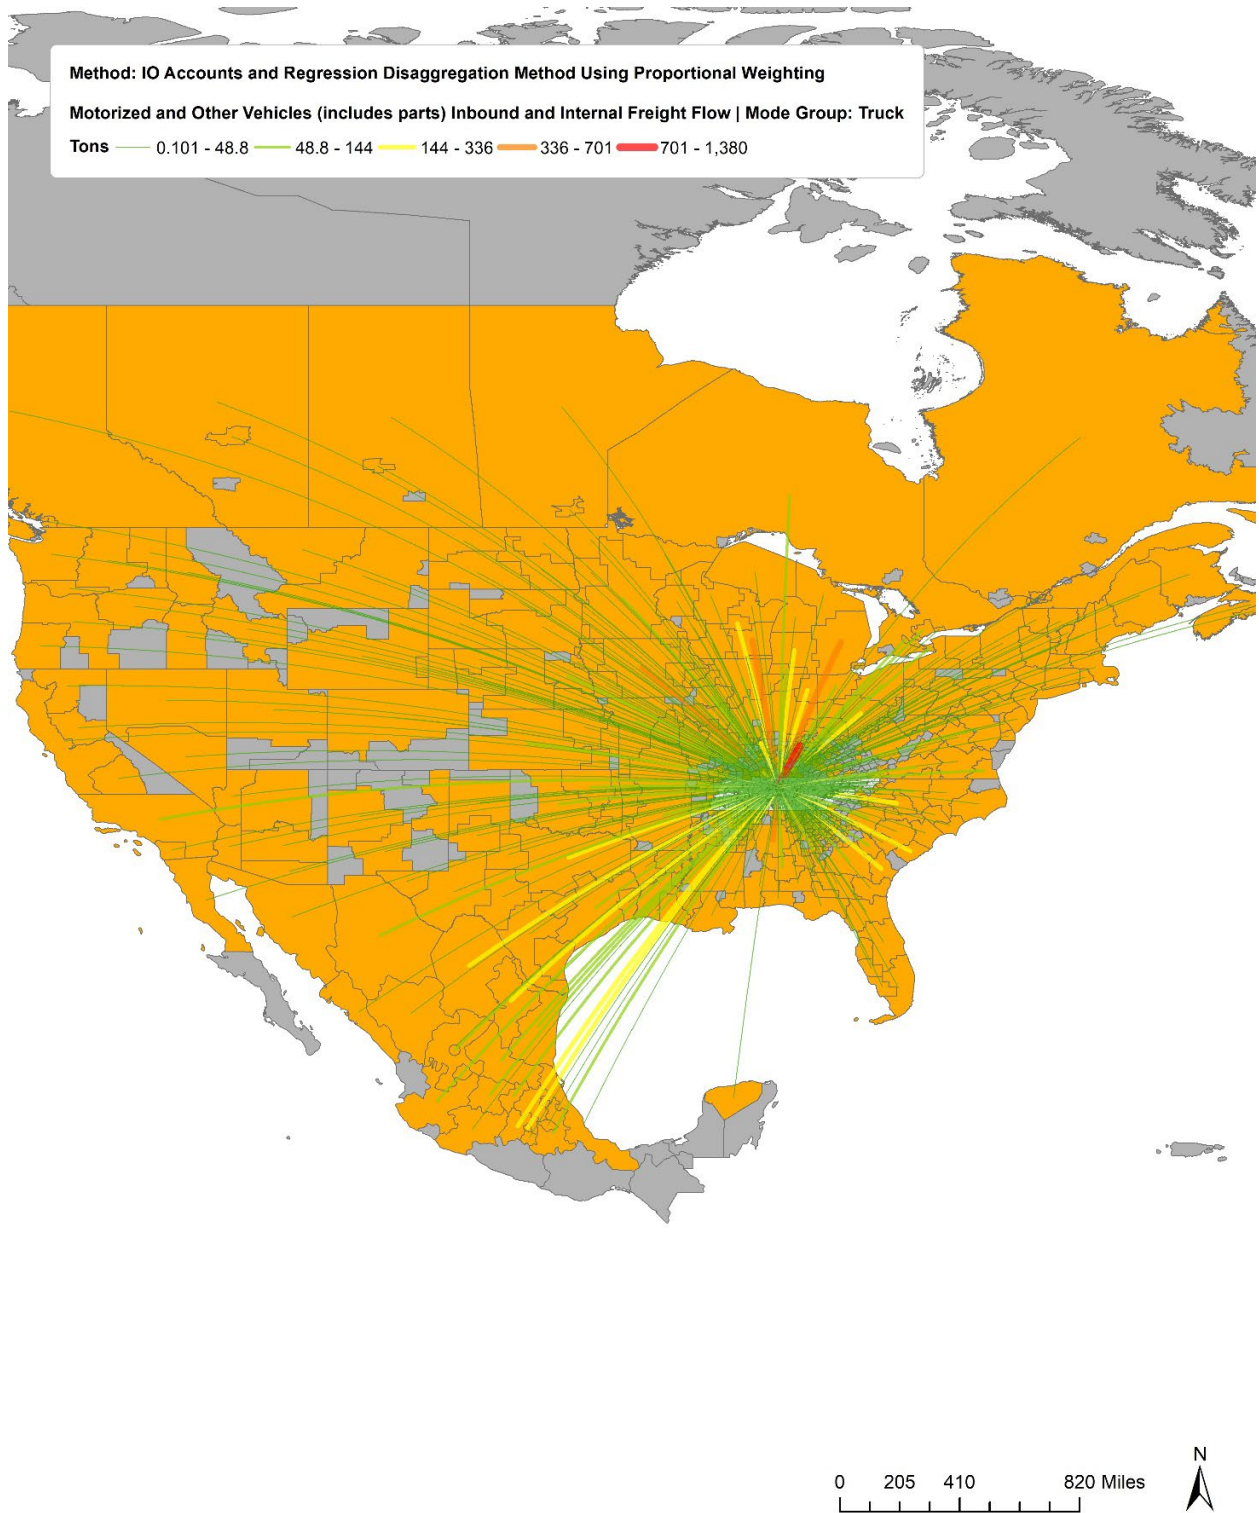 Method: IO Accounts and Regression Disaggregation Method Using Proportional Weighting
Motorized and Other Vehicles (includes parts) Inbound and Internal Freight Flow | Mode Group: Truck
Tons 0.101 - 48.8 48.8 - 144 144 - 336 336 - 701 701 - 1,380
N
0 205 410 820 Miles